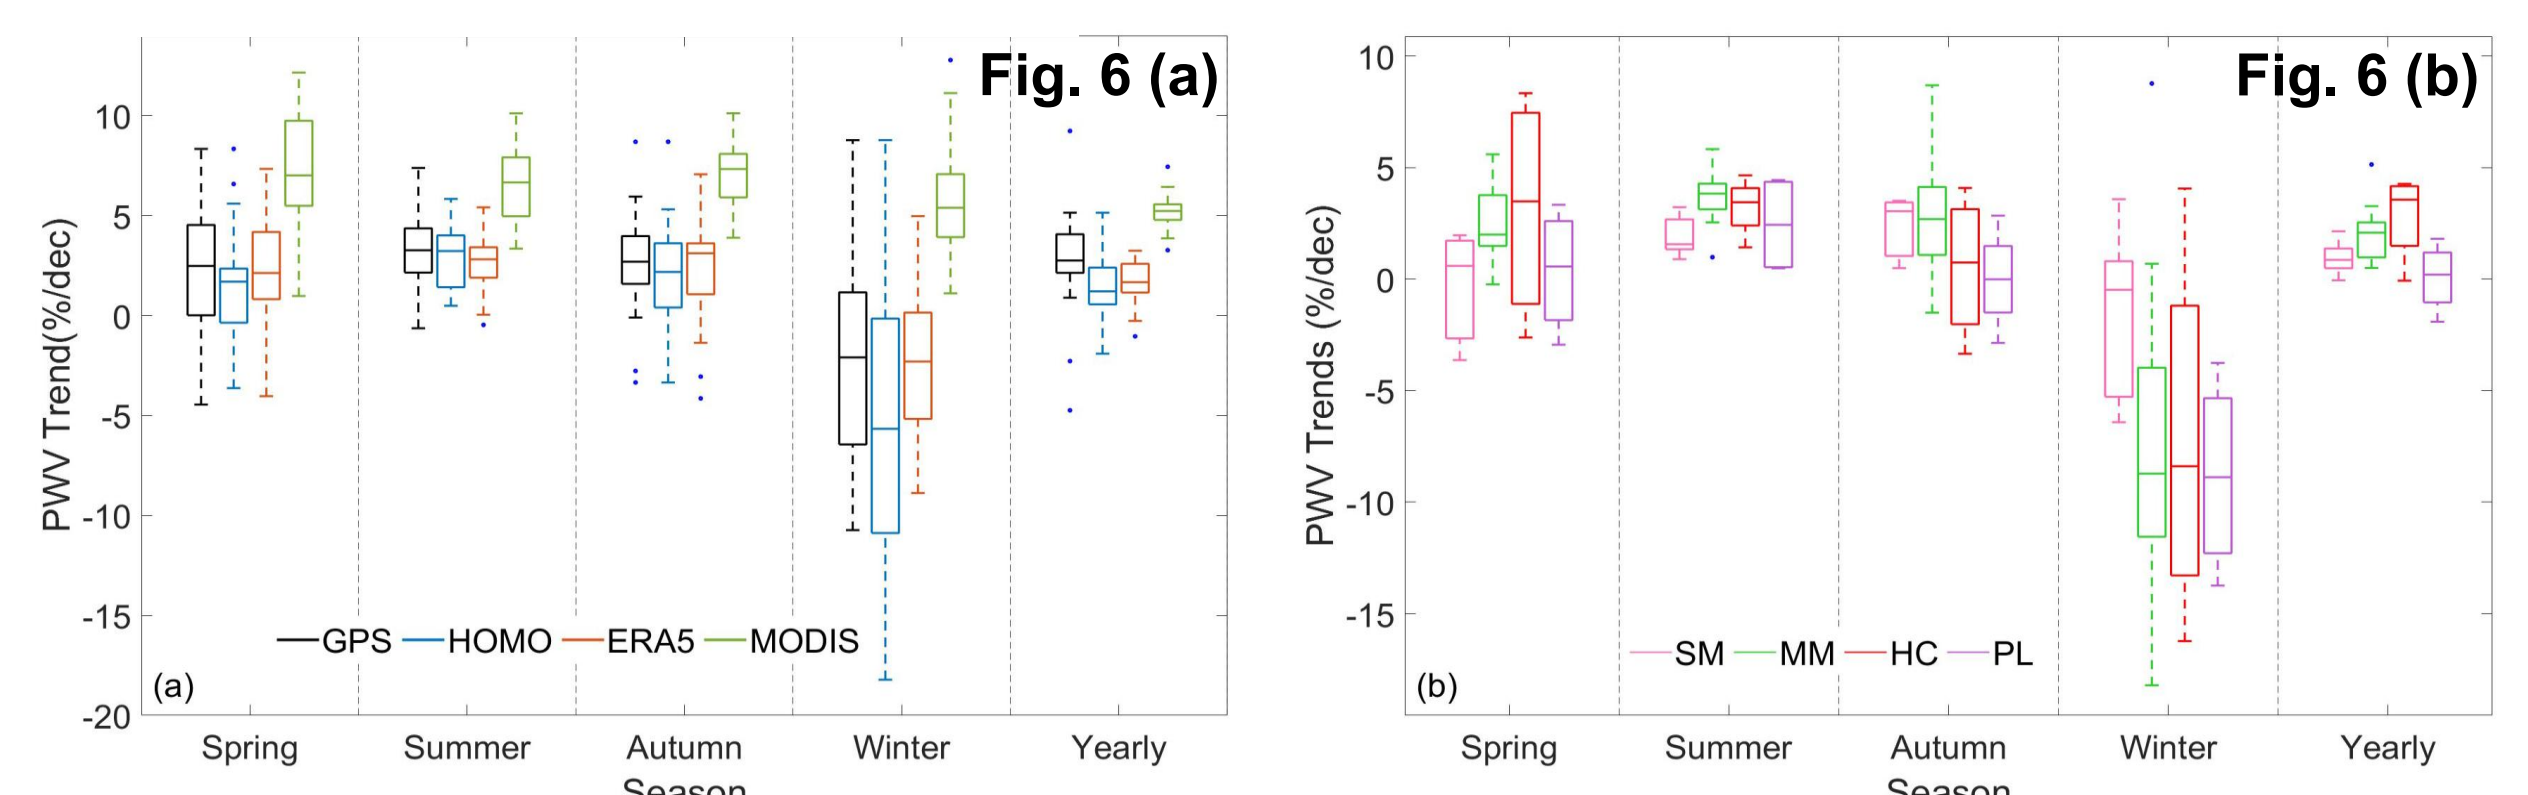 Fig. 6 (a)
PWV Trend(%/dec)
10
5
0
-5
-10
-15
-20
GPS HOMO ERA5 MODIS
(a)
Spring Summer Autumn Winter Yearly
Season
Fig. 6 (b)
PWV Trends (%/dec)
10
5
0
-5
-10
-15
SM MM HC PL
(b)
Spring Summer Autumn Winter Yearly
Season